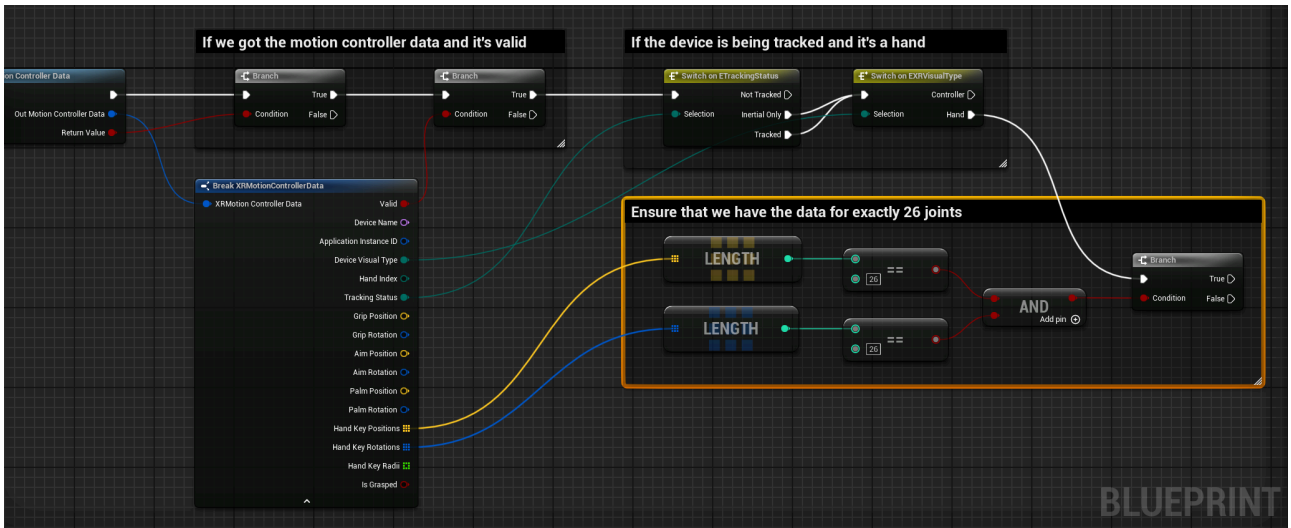 If we got the motion controller data and it's valid
If the device is being tracked and it's a hand
on Controller Data
Out Motion Controller Data
Return Value
Branch
True
Condition
False
Branch
True
Condition
False
Switch on ETrackingStatus
Not Tracked
Selection
Inertial Only
Tracked
Switch on EXRVisualType
Controller
Selection
Hand
Break XRMotionControllerData
XRMotion Controller Data
Valid
Device Name
Application Instance ID
Device Visual Type
Hand Index
Tracking Status
Grip Position
Grip Rotation
Aim Position
Aim Rotation
Palm Position
Palm Rotation
Hand Key Positions
Hand Key Rotations
Hand Key Radii
Is Grasped
Ensure that we have the data for exactly 26 joints
LENGTH
26
==
LENGTH
26
==
AND
Add pin
Branch
True
Condition
False
BLUEPRINT